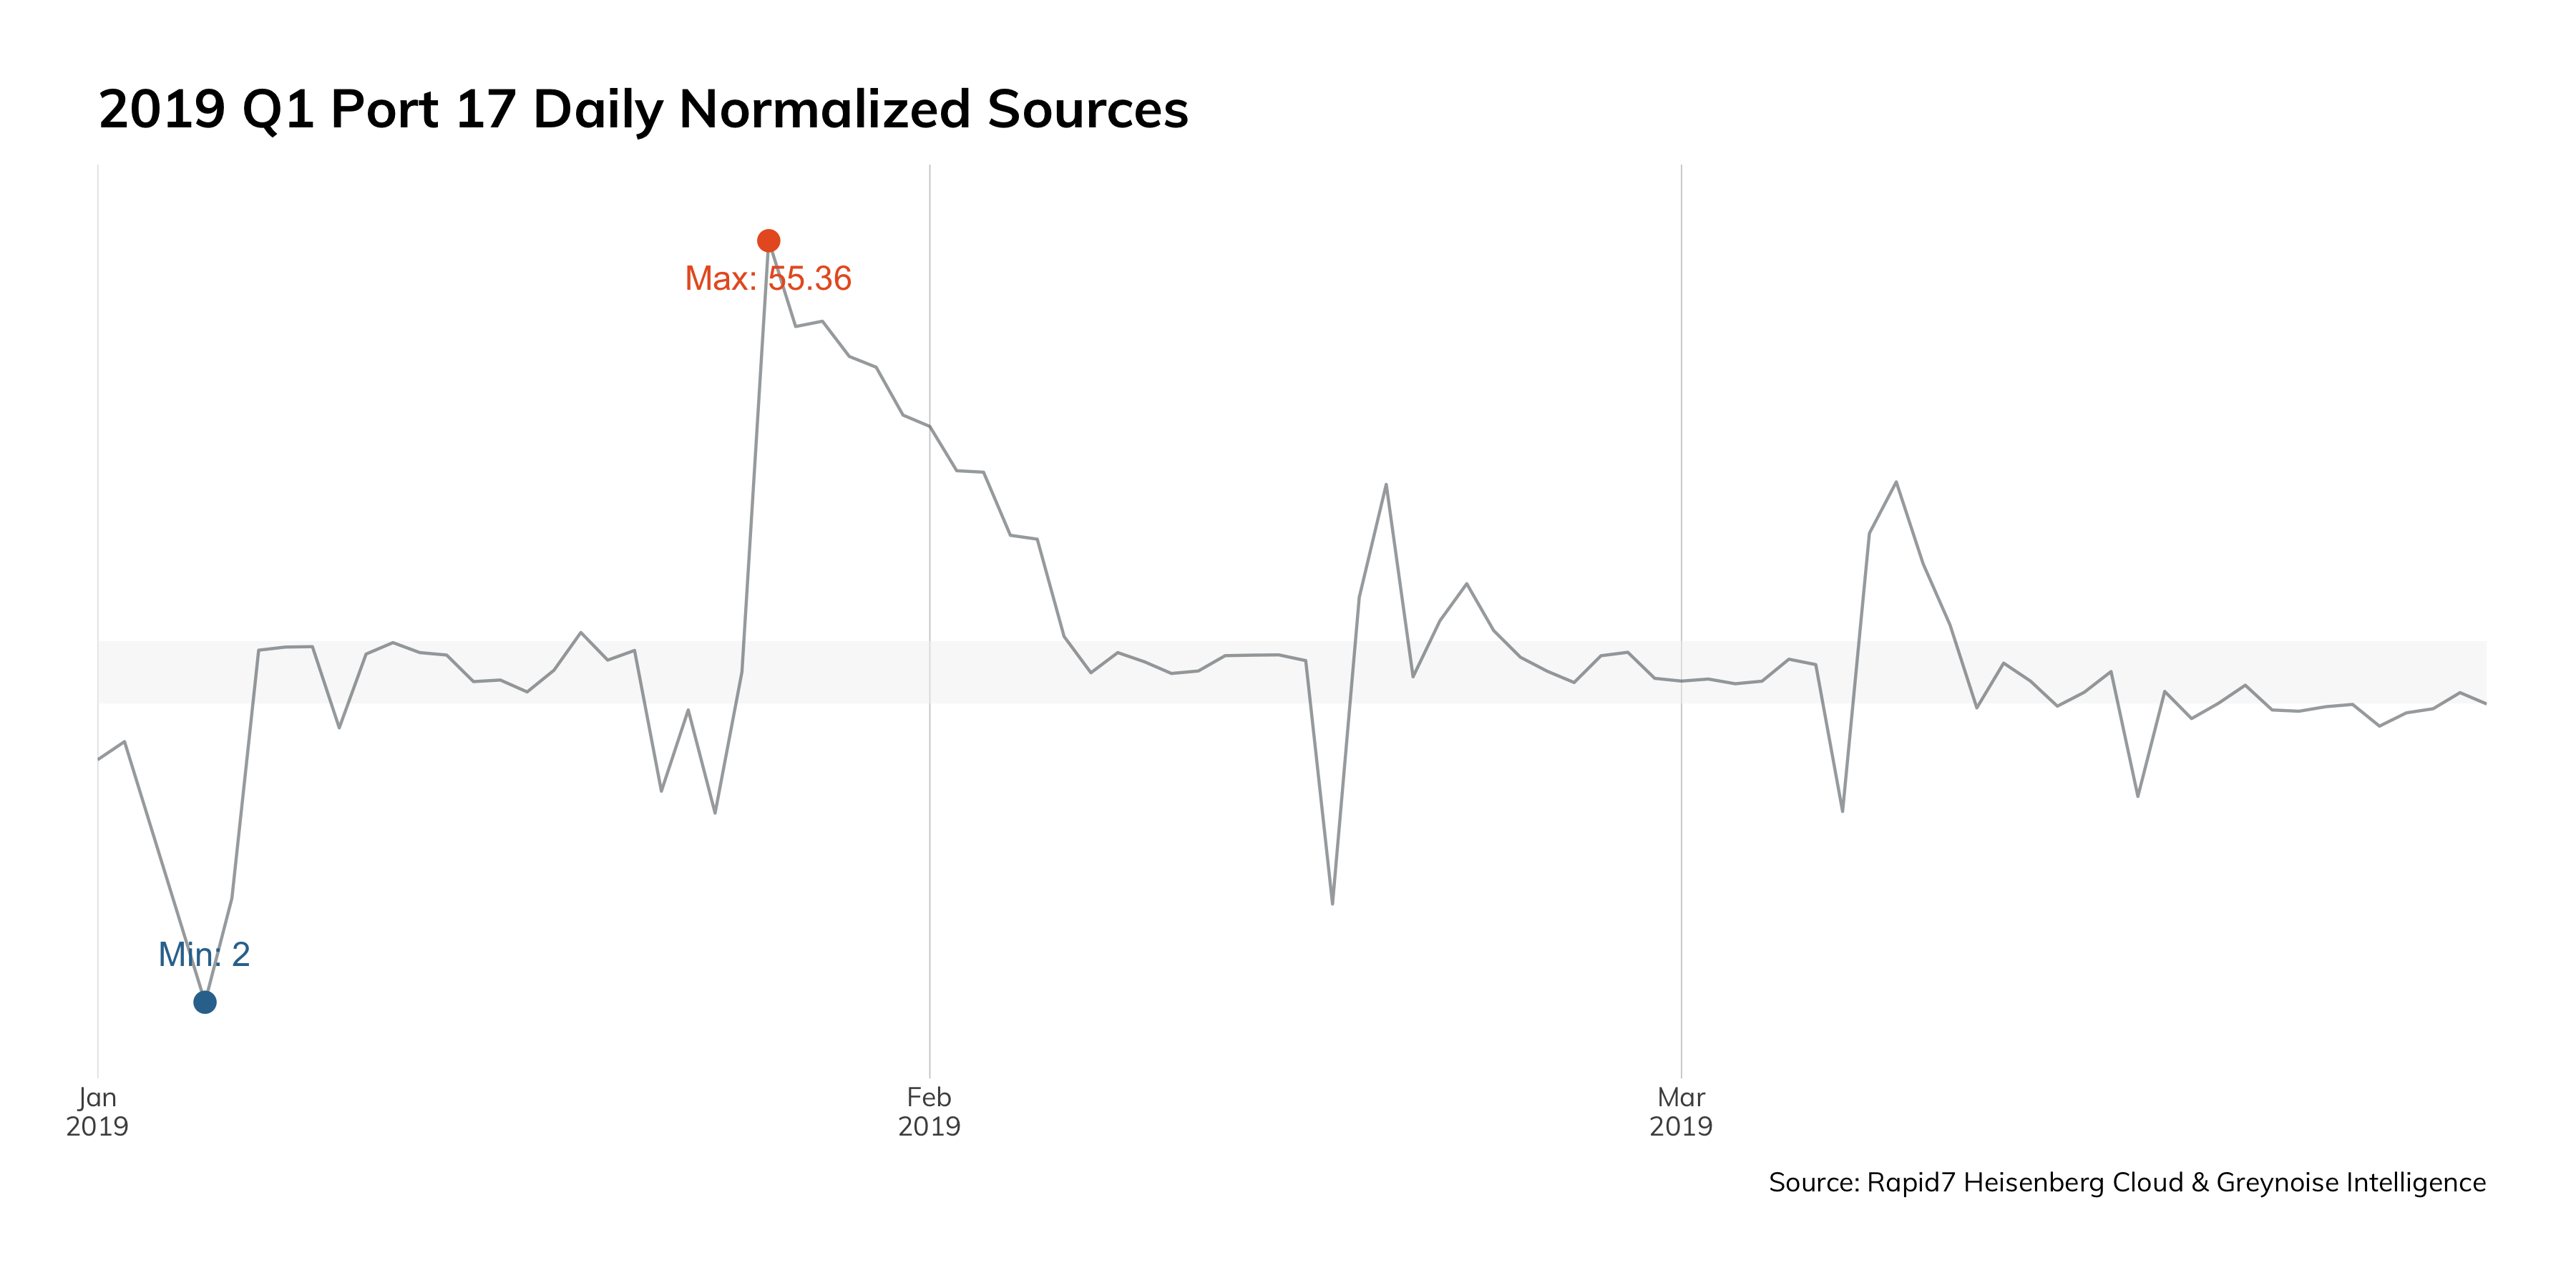 2019 Q1 Port 17 Daily Normalized Sources
Max: 55.36
Min: 2
Jan
2019
Feb
2019
Mar
2019
Source: Rapid7 Heisenberg Cloud & Greynoise Intelligence